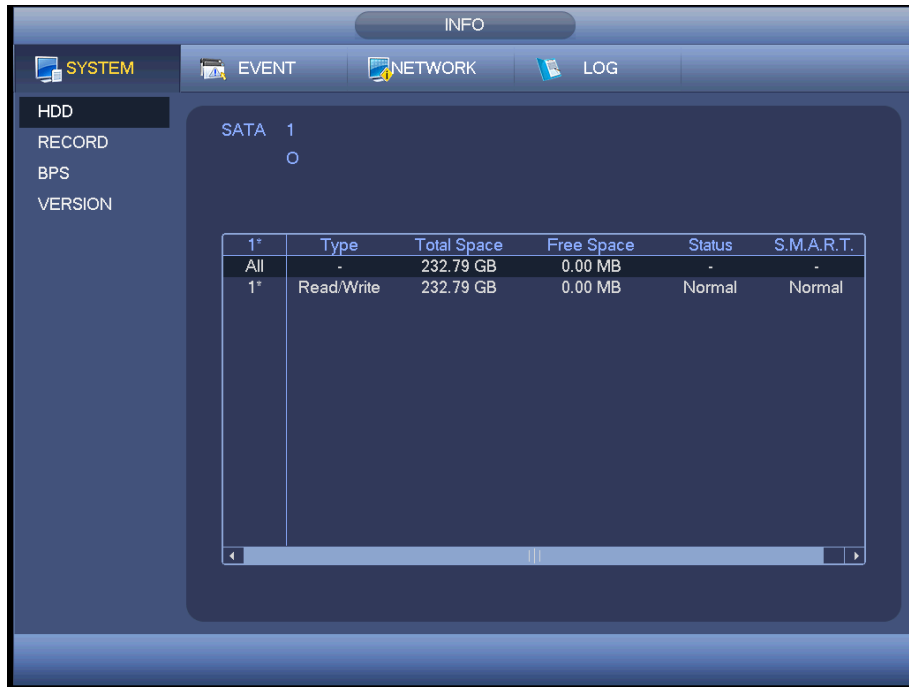 INFO
SYSTEM EVENT NETWORK LOG
HDD
RECORD
BPS
VERSION
SATA 1
O
1* Type Total Space Free Space Status S.M.A.R.T.
All - 232.79 GB 0.00 MB - -
1* Read/Write 232.79 GB 0.00 MB Normal Normal